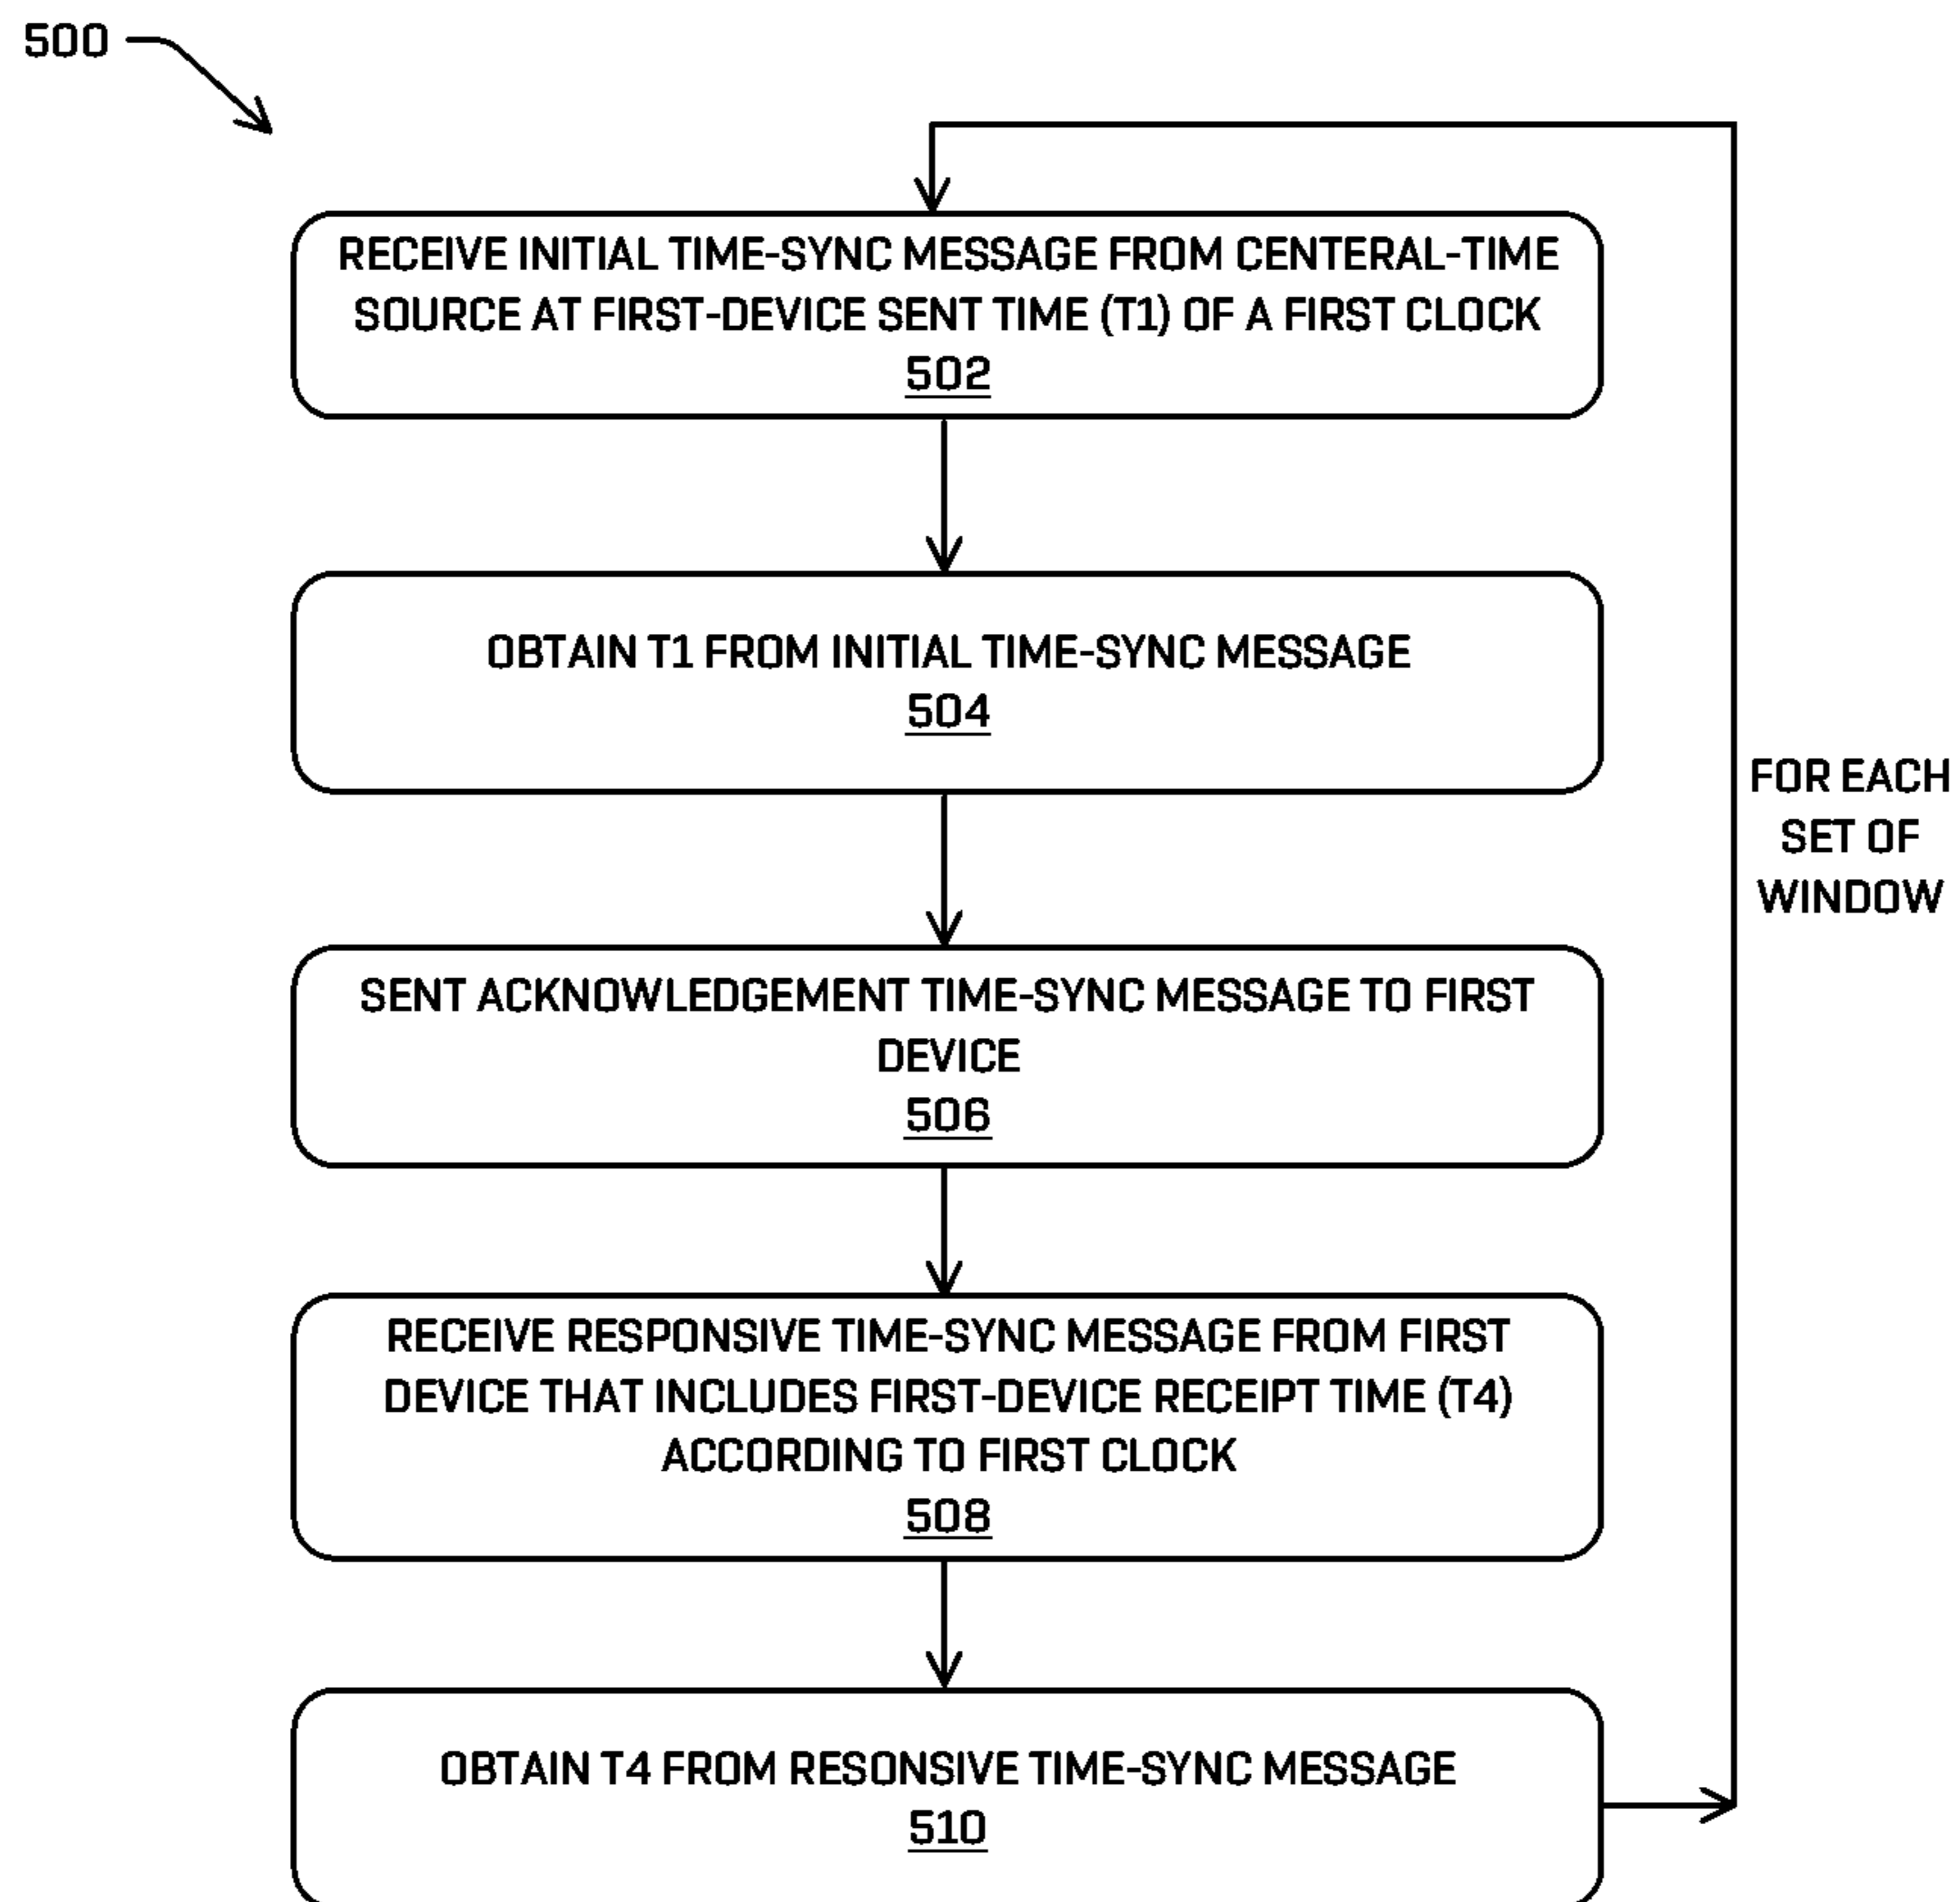 500
RECEIVE INITIAL TIME-SYNC MESSAGE FROM CENTERAL-TIME
SOURCE AT FIRST-DEVICE SENT TIME (T1) OF A FIRST CLOCK
502
OBTAIN T1 FROM INITIAL TIME-SYNC MESSAGE
504
FOR EACH
SET OF
WINDOW
SENT ACKNOWLEDGEMENT TIME-SYNC MESSAGE TO FIRST
DEVICE
506
RECEIVE RESPONSIVE TIME-SYNC MESSAGE FROM FIRST
DEVICE THAT INCLUDES FIRST-DEVICE RECEIPT TIME (T4)
ACCORDING TO FIRST CLOCK
508
OBTAIN T4 FROM RESONSIVE TIME-SYNC MESSAGE
510